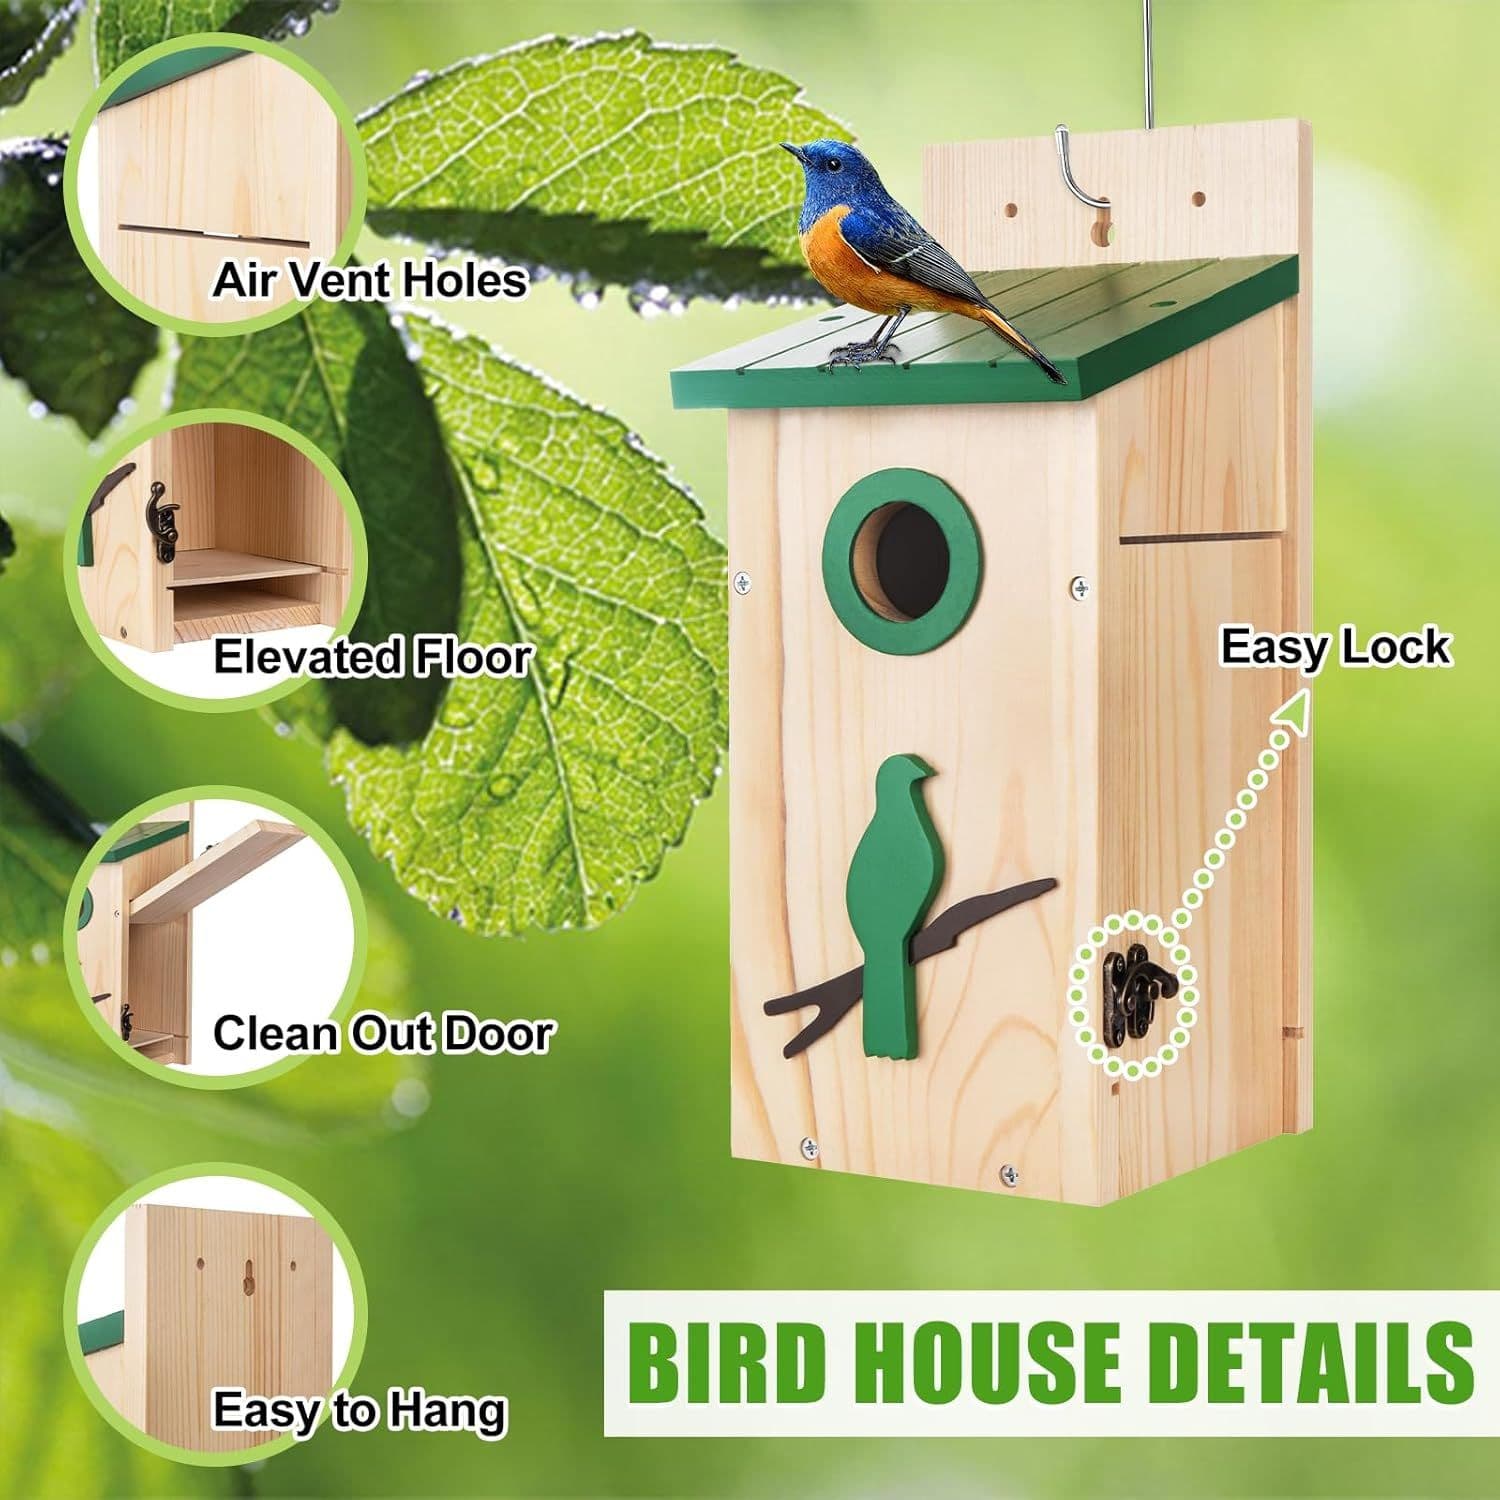 Air Vent Holes
Elevated Floor
Easy Lock
Clean Out Door
Easy to Hang
BIRD HOUSE DETAILS